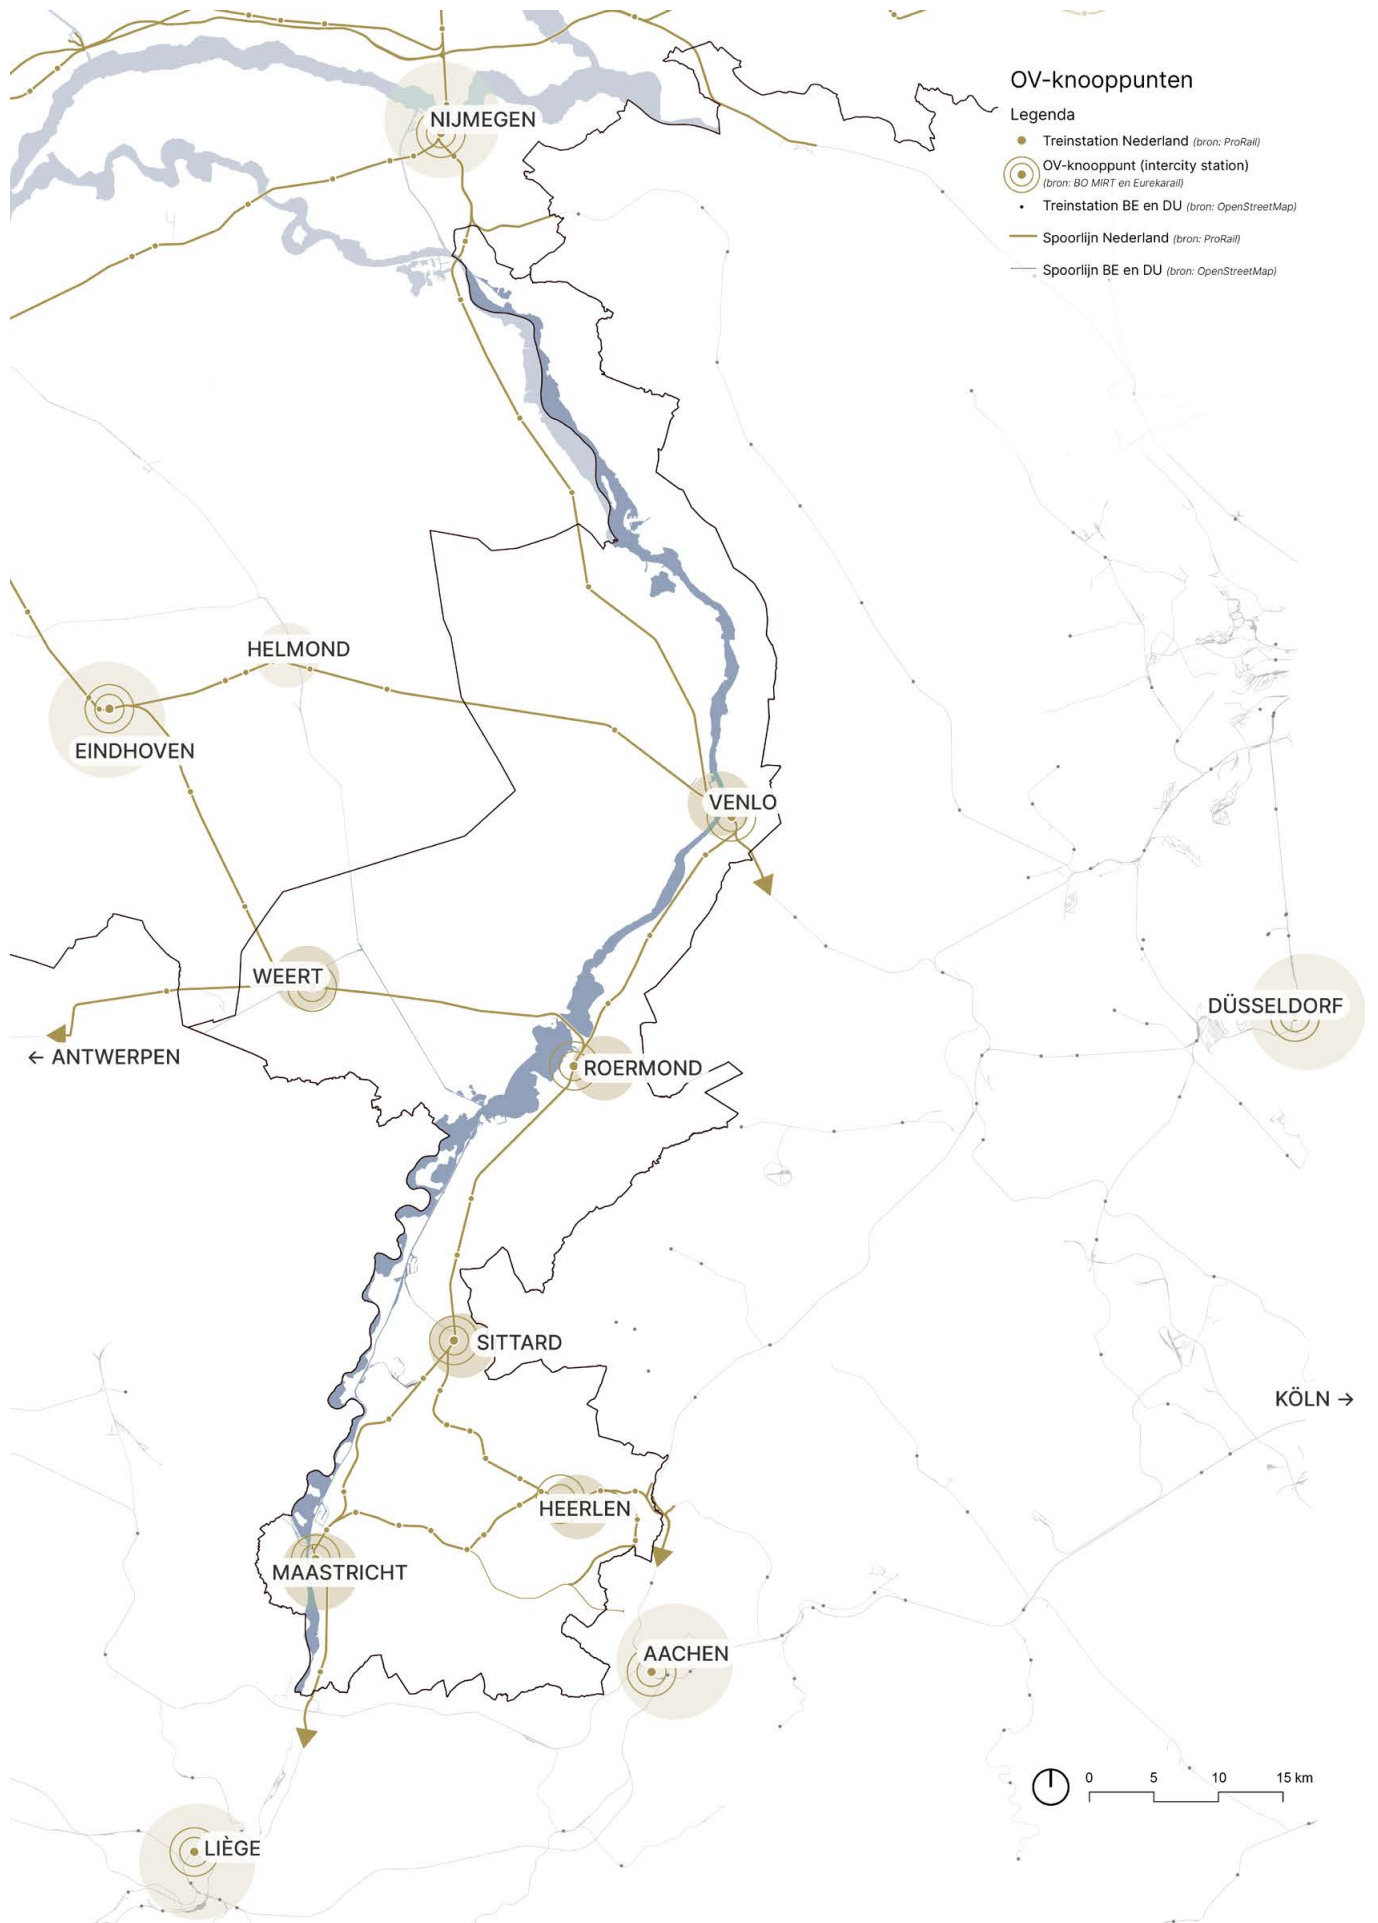 OV-knooppunten
Legenda
Treinstation Nederland (bron: ProRail)
OV-knooppunt (intercity station)
(bron: BO MIRT en Eurekarail)
Treinstation BE en DU (bron: OpenStreetMap)
Spoorlijn Nederland (bron: ProRail)
Spoorlijn BE en DU (bron: OpenStreetMap)
NIJMEGEN
HELMOND
EINDHOVEN
VENLO
WEERT
DÜSSELDORF
← ANTWERPEN
ROERMOND
SITTARD
KÖLN →
HEERLEN
MAASTRICHT
AACHEN
0 5 10 15 km
LIÈGE